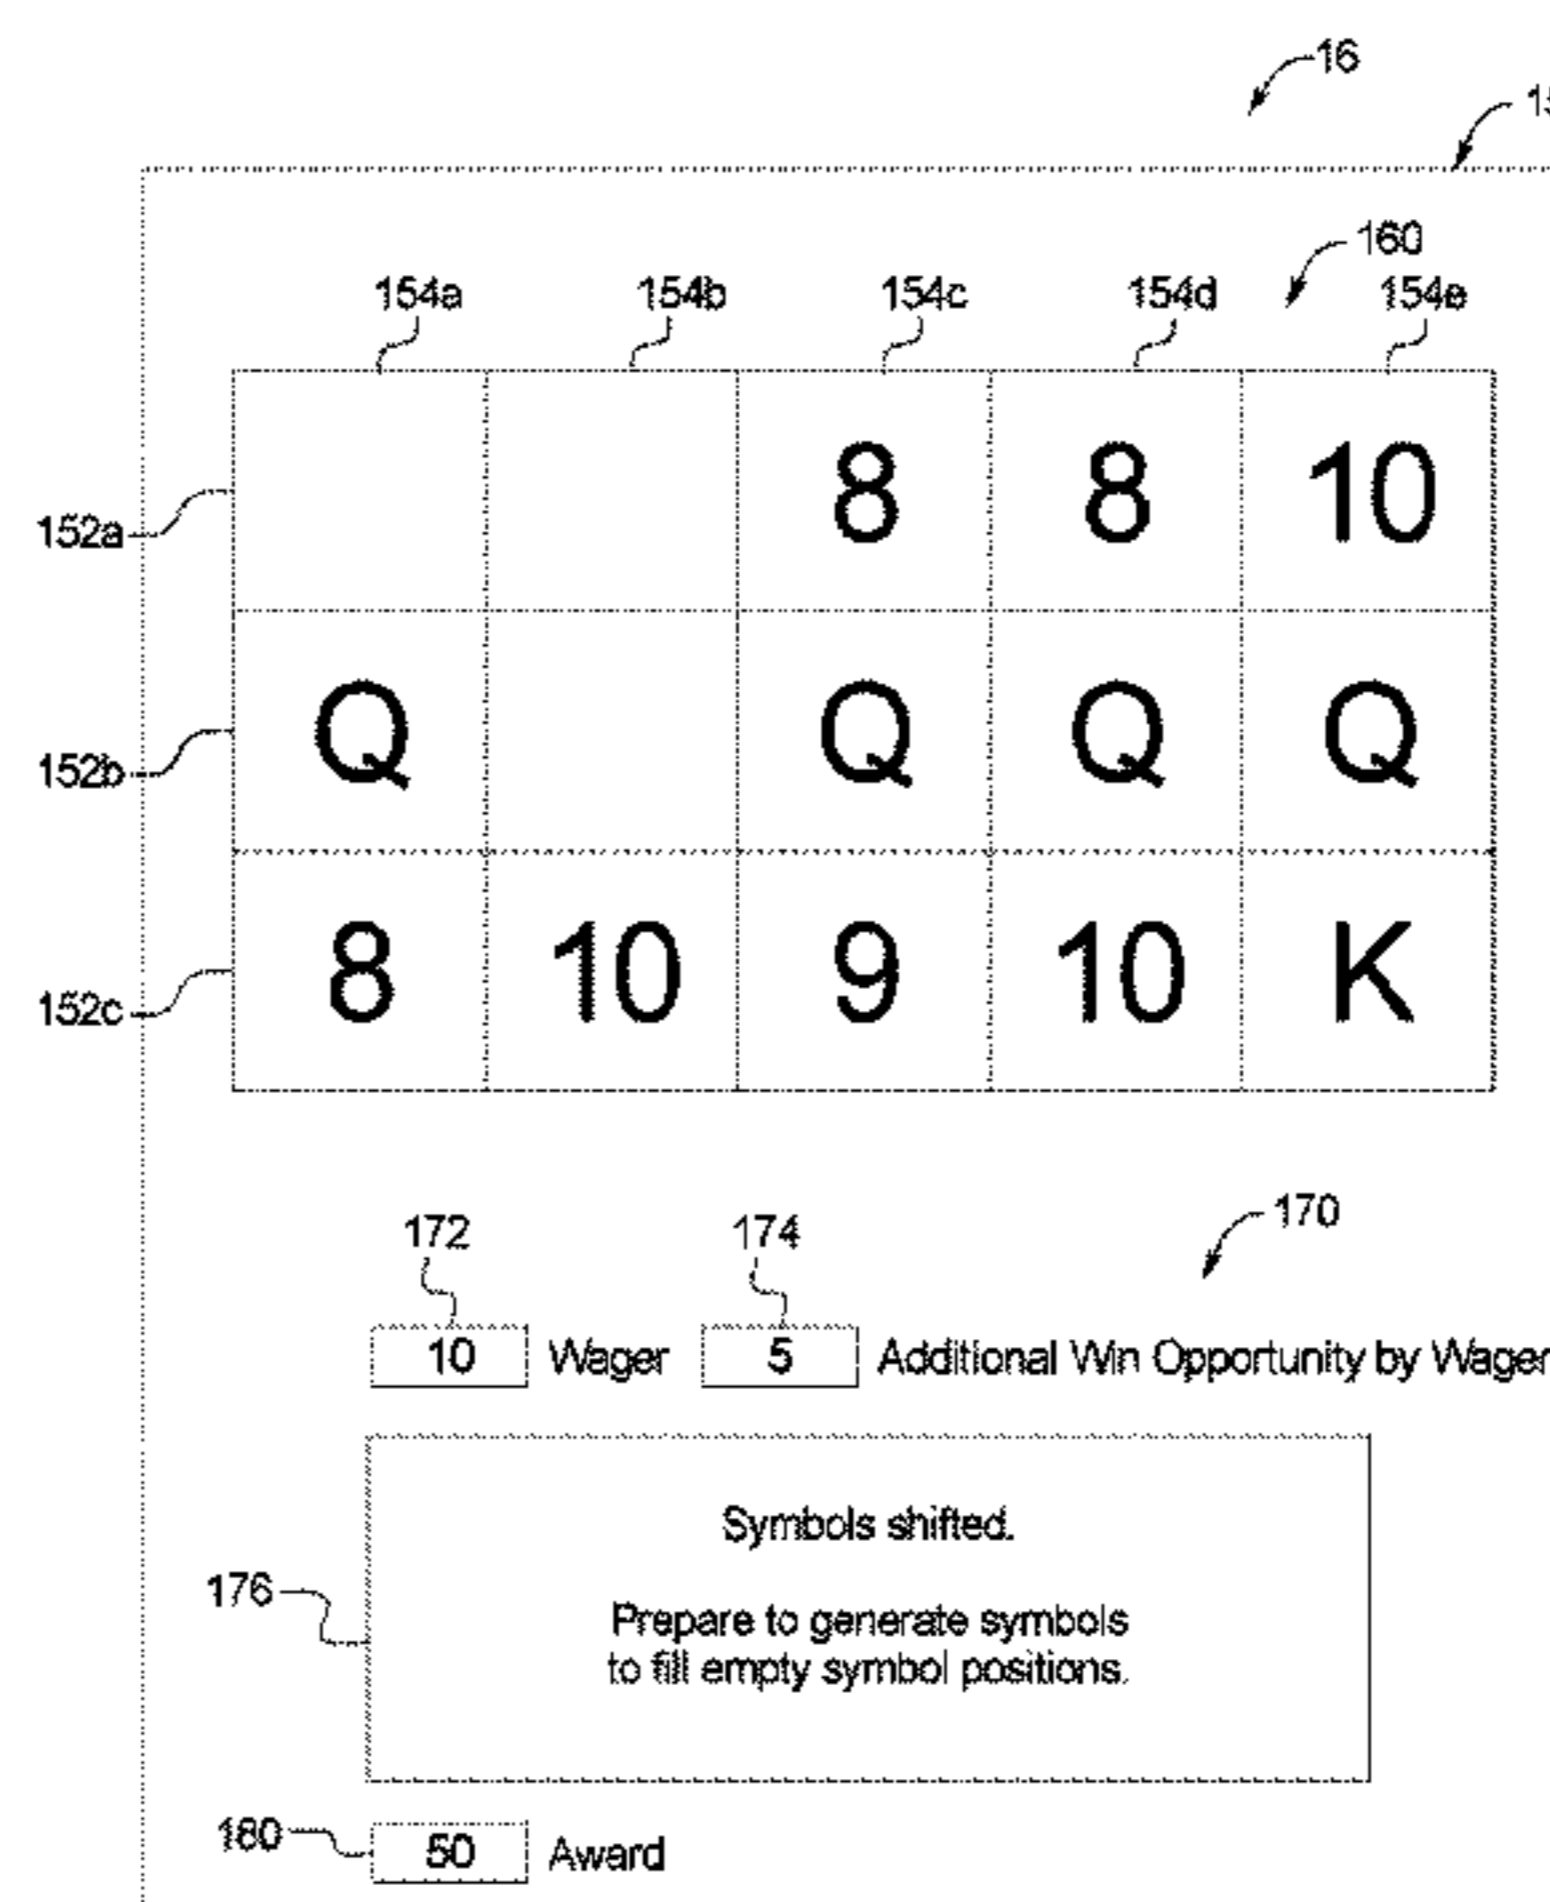 16
160
154a 154b 154c 154d 154e
8 8 10
152a
Q Q Q Q
152b
8 10 9 10 K
152c
170
172 174
10 Wager 5 Additional Win Opportunity by Wager
Symbols shifted.
176
Prepare to generate symbols
to fill empty symbol positions.
180 50 Award